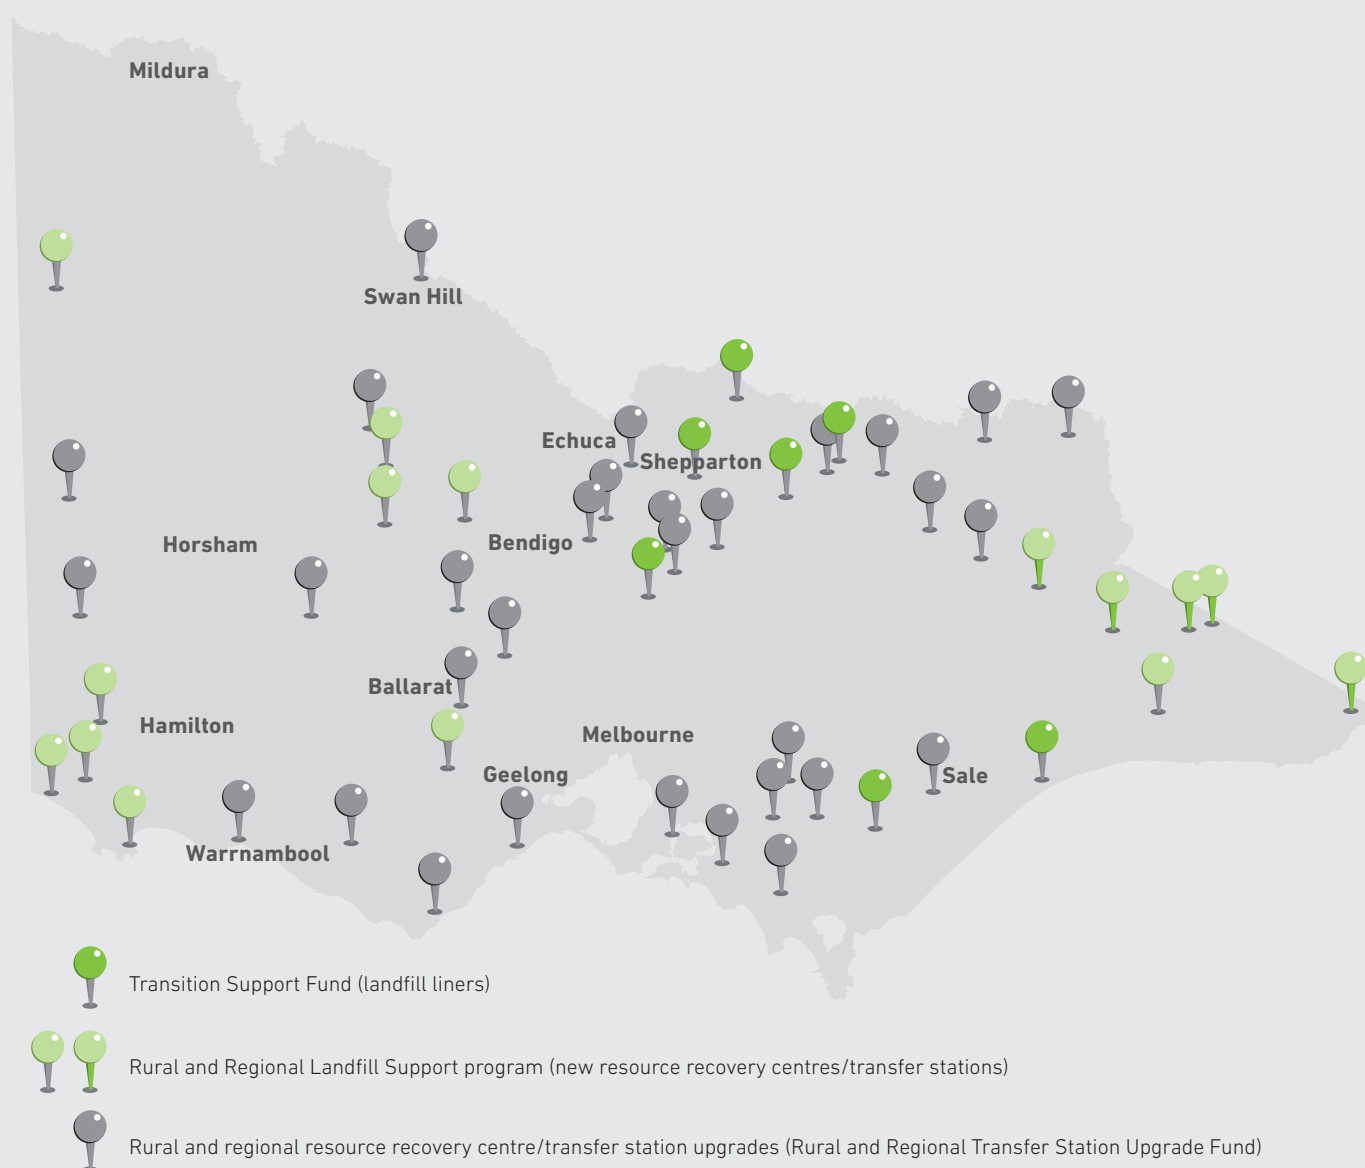 Mildura
Swan Hill
Echuca
Shepparton
Horsham
Bendigo
Ballarat
Hamilton
Melbourne
Geelong
Sale
Warrnambool
Transition Support Fund (landfill liners)
Rural and Regional Landfill Support program (new resource recovery centres/transfer stations)
Rural and regional resource recovery centre/transfer station upgrades (Rural and Regional Transfer Station Upgrade Fund)